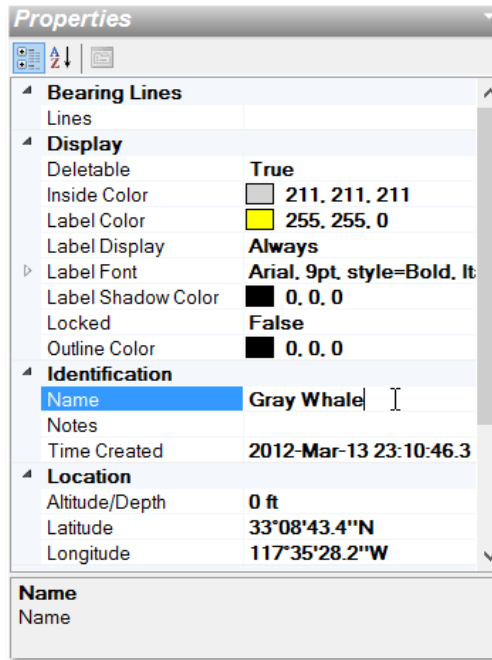 Properties
Bearing Lines
Lines
Display
Deletable True
Inside Color 211, 211, 211
Label Color 255, 255, 0
Label Display Always
Label Font Arial, 9pt, style=Bold, It
Label Shadow Color 0, 0, 0
Locked False
Outline Color 0, 0, 0
Identification
Name Gray Whale
Notes
Time Created 2012-Mar-13 23:10:46.3
Location
Altitude/Depth 0 ft
Latitude 33°08'43.4"N
Longitude 117°35'28.2"W
Name
Name